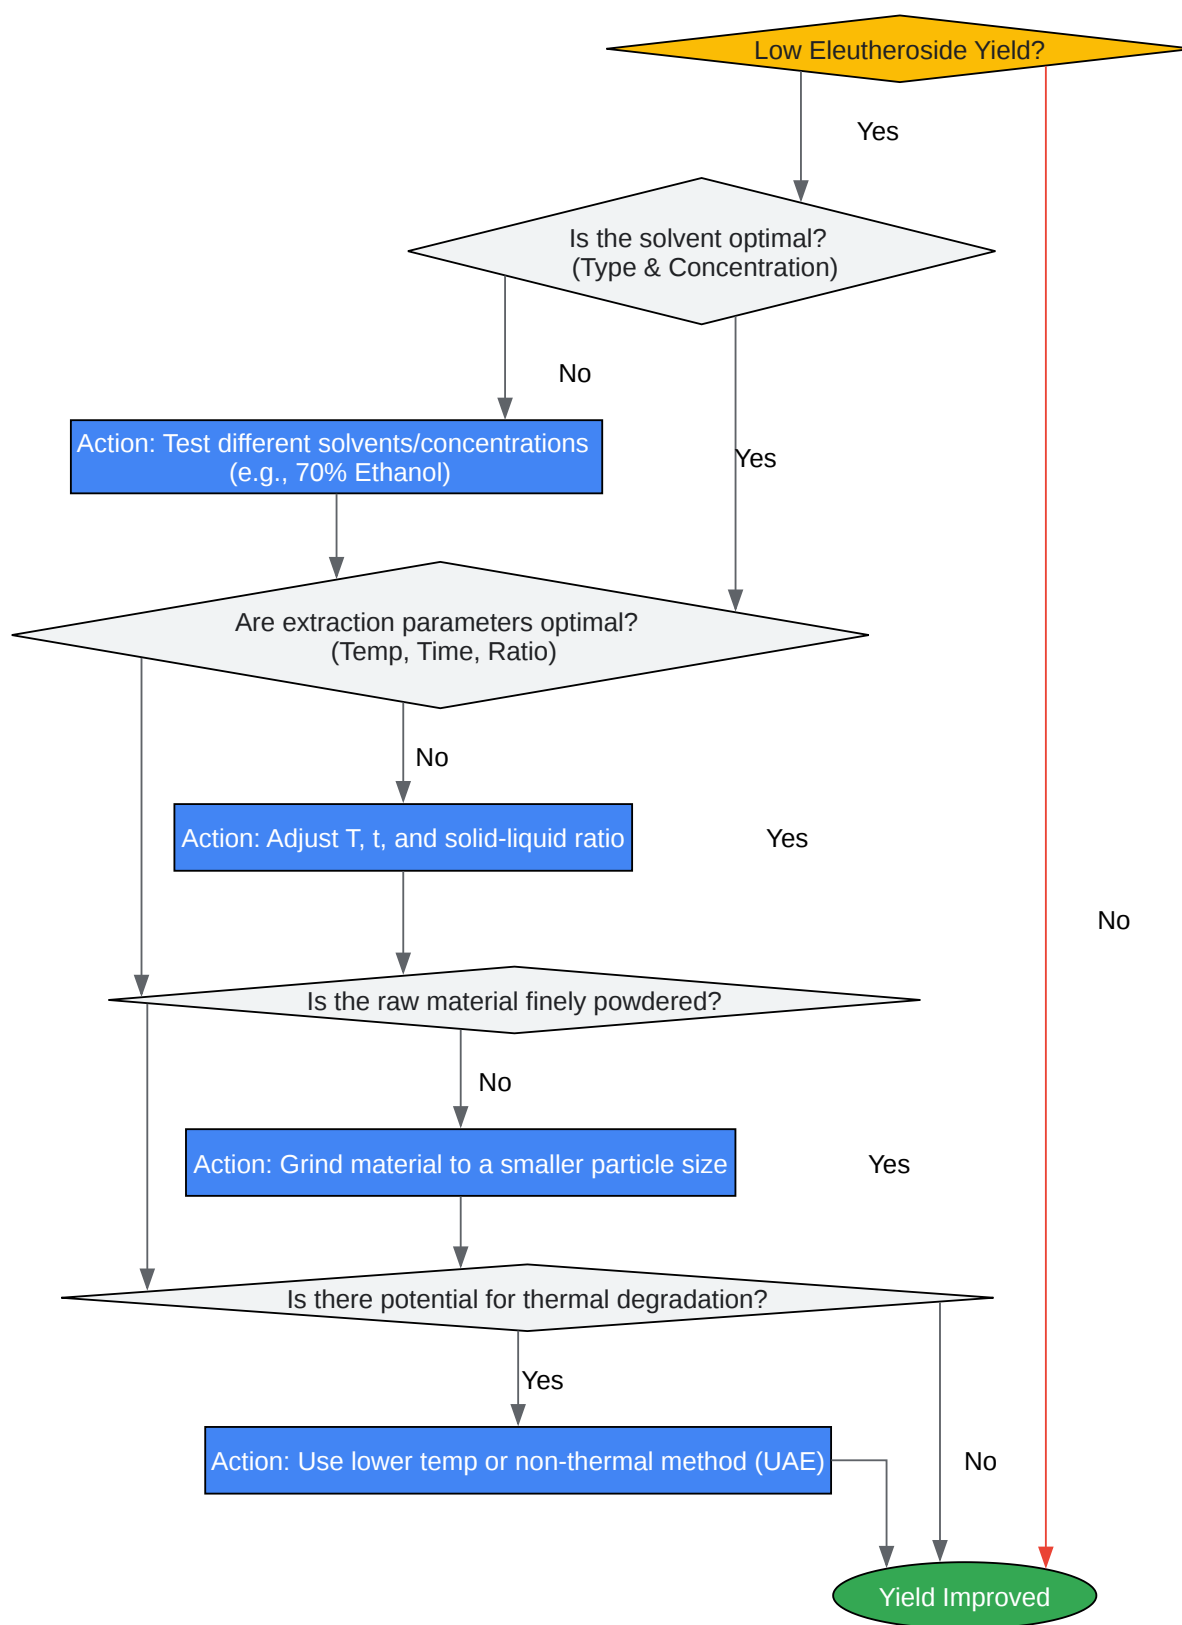 Low Eleutheroside Yield?
Yes
Is the solvent optimal?
(Type & Concentration)
No
Action: Test different solvents/concentrations
(e.g., 70% Ethanol)
Yes
Are extraction parameters optimal?
(Temp, Time, Ratio)
No
Action: Adjust T, t, and solid-liquid ratio
Yes
No
Is the raw material finely powdered?
No
Action: Grind material to a smaller particle size
Yes
Is there potential for thermal degradation?
Yes
Action: Use lower temp or non-thermal method (UAE)
No
Yield Improved